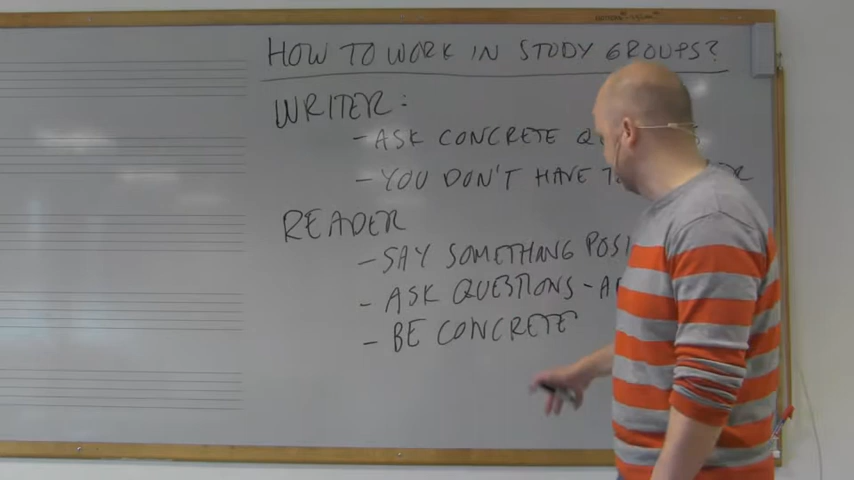 HOW TO WORK IN STUDY GROUPS?
WRITER:
- ASK CONCRETE
- YOU DON'T HAVE
READER
- SAY SOMETHING
- ASK QUESTIONS -
- BE CONCRETE